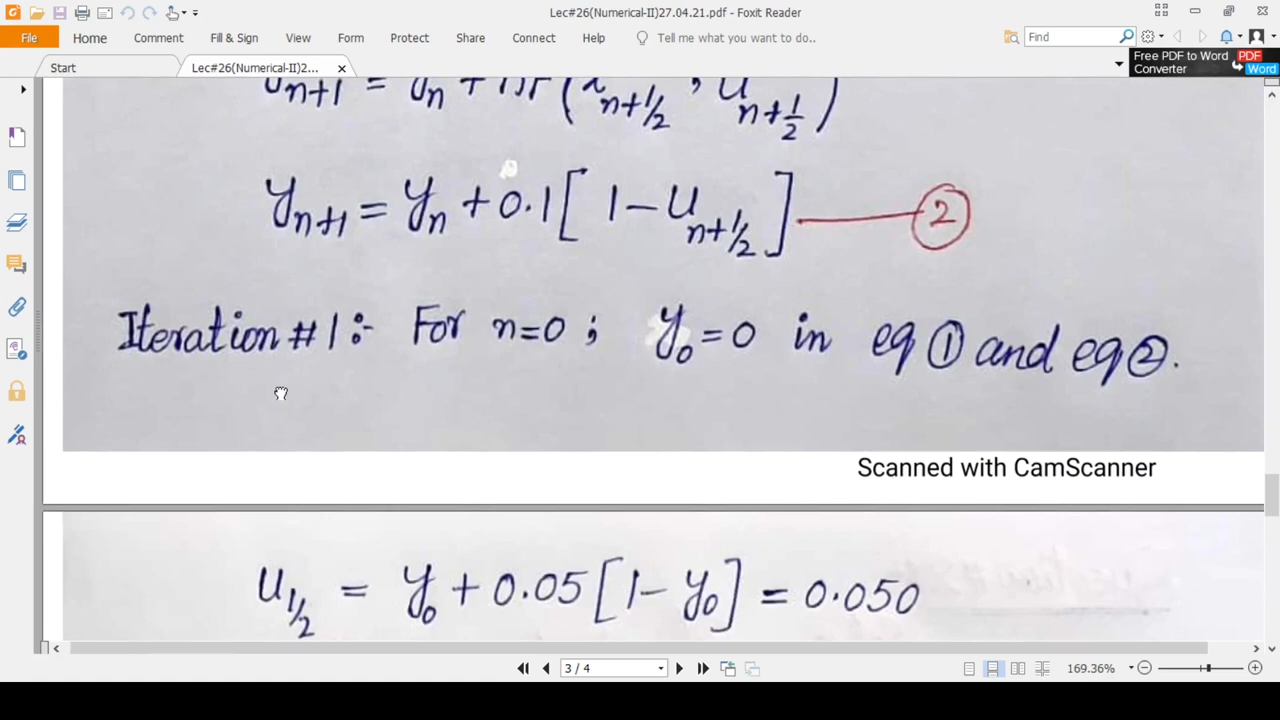 Lec#26(Numerical-II)27.04.21.pdf - Foxit Reader
File Home Comment Fill & Sign View Form Protect Share Connect Help Tell me what you want to do.. Find
Start Lec#26(Numerical-II)2... Free PDF to Word Converter PDF Word
y_{n+1} = y_n + 0.1 [ 1 - u_{n+1/2} ] ②
Iteration #1:- For n=0 ; y_0 = 0 in eq ① and eq ②.
Scanned with CamScanner
u_{1/2} = y_0 + 0.05 [1 - y_0] = 0.050
3 / 4 169.36%